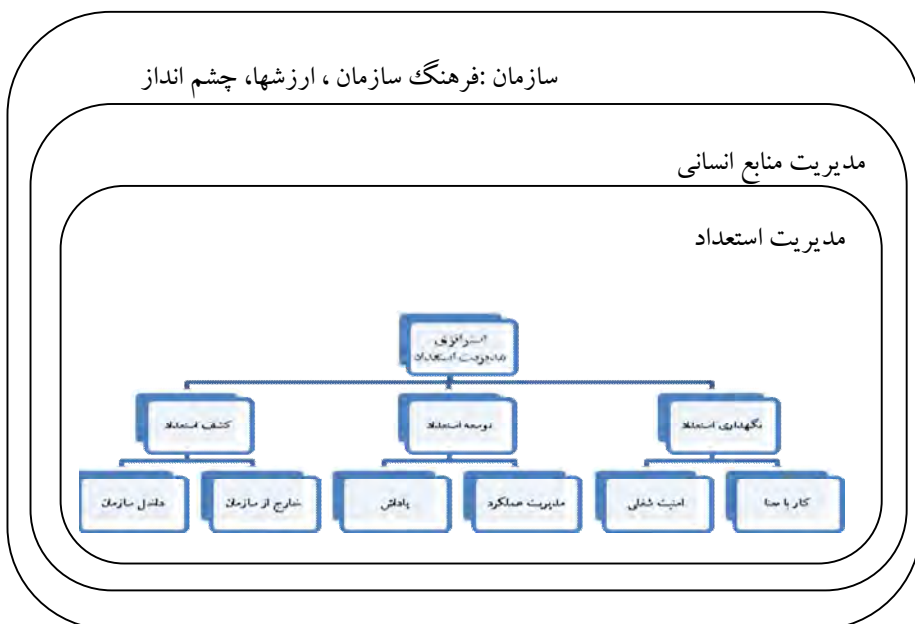 سازمان :فرهنگ سازمان ، ارزشها، چشم انداز
مدیریت منابع انسانی
مدیریت استعداد
استراتژی
مدیریت استعداد
نگهداری استعداد
توسعه استعداد
کشف استعداد
کار با معنا
امنیت شغلی
مدیریت عملکرد
پاداش
خارج از سازمان
داخل سازمان